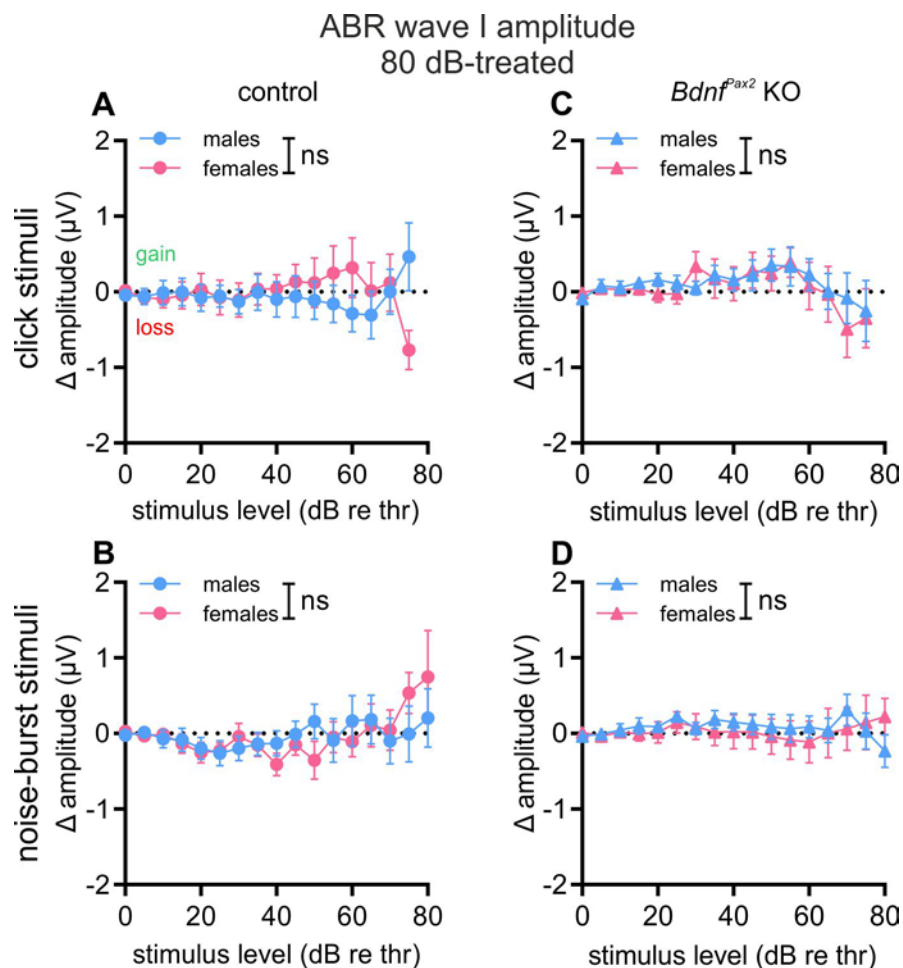 ABR wave I amplitude
80 dB-treated
control
Bdnf^Pax2 KO
click stimuli
noise-burst stimuli
A
males
females
ns
gain
loss
Δ amplitude (µV)
2
1
0
-1
-2
0 20 40 60 80
stimulus level (dB re thr)
C
males
females
ns
Δ amplitude (µV)
2
1
0
-1
-2
0 20 40 60 80
stimulus level (dB re thr)
B
males
females
ns
Δ amplitude (µV)
2
1
0
-1
-2
0 20 40 60 80
stimulus level (dB re thr)
D
males
females
ns
Δ amplitude (µV)
2
1
0
-1
-2
0 20 40 60 80
stimulus level (dB re thr)